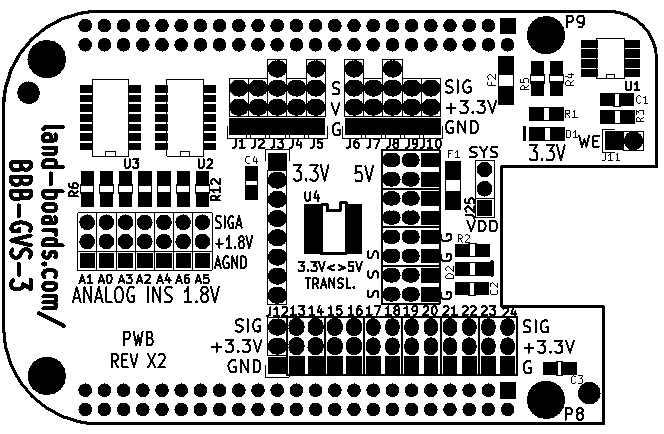 P9
F2
R5
R4
U1
S
V
G
SIG
+3.3V
GND
C1
R3
R1
D1
3.3V
WE
J11
J1 J2 J3 J4 J5
J6 J7 J8 J9 J10
U3
U2
C4
3.3V
5V
F1
SYS
J25
VDD
R6
R12
U4
SIGA
+1.8V
AGND
A1 A0 A3 A2 A4 A6 A5
ANALOG INS 1.8V
3.3V<>5V
TRANSL.
G
S
G
S
S
G
R2
D2
C2
land-boards.com/
BBB-GVS-3
J12 13 14 15 16 17 18 19 20 21 22 23 24
SIG
+3.3V
GND
SIG
+3.3V
G
PWB
REV X2
C3
P8